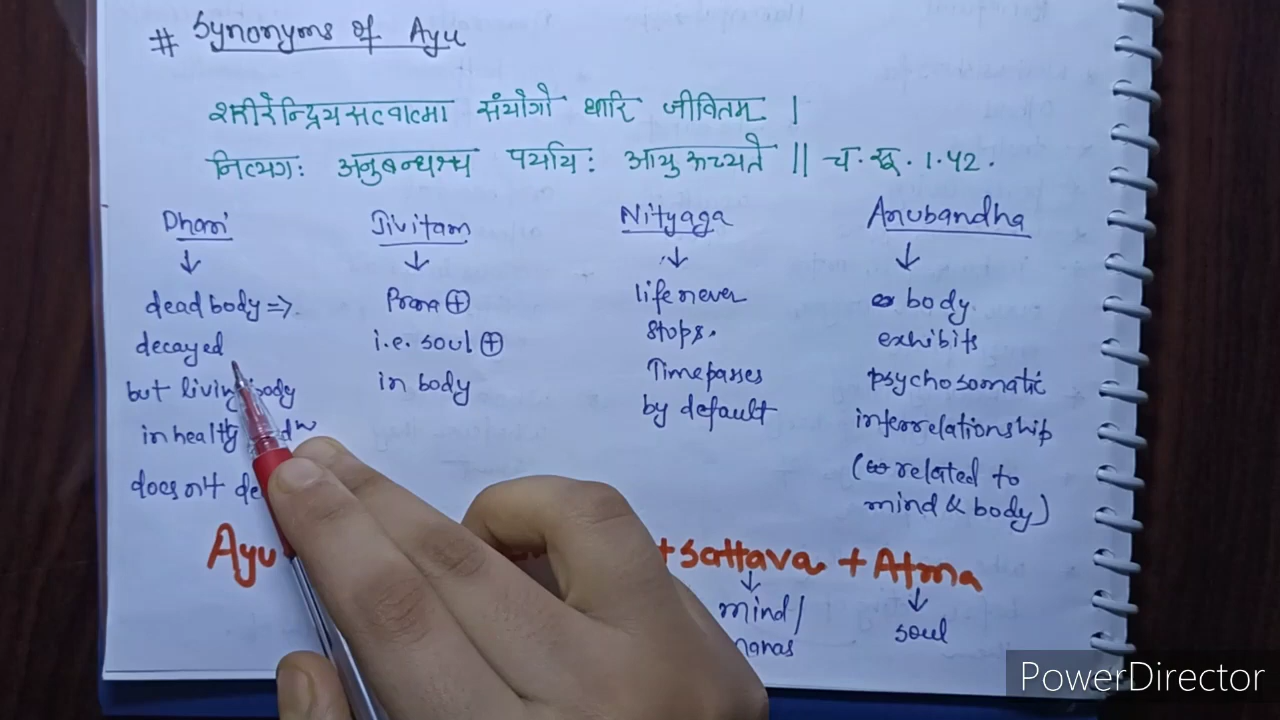 # Synonyms of Ayu
शरीरेन्द्रियसत्वात्मा संयोगो धारि जीवितम् |
नित्यगः अनुबन्धश्च पर्यायैः आयुरुच्यते || च. सू. 1.42.
Dhari
↓
dead body =>
decayed
but living body
in healthy
doesn't
Jivitam
↓
Prana ⊕
i.e. soul ⊕
in body
Nityaga
↓
life never
stops.
Time passes
by default
Anubandha
↓
body
exhibits
psychosomatic
interrelationship
(related to
mind & body)
Ayu + sattava + Atma
↓ ↓
mind/ soul
manas
PowerDirector